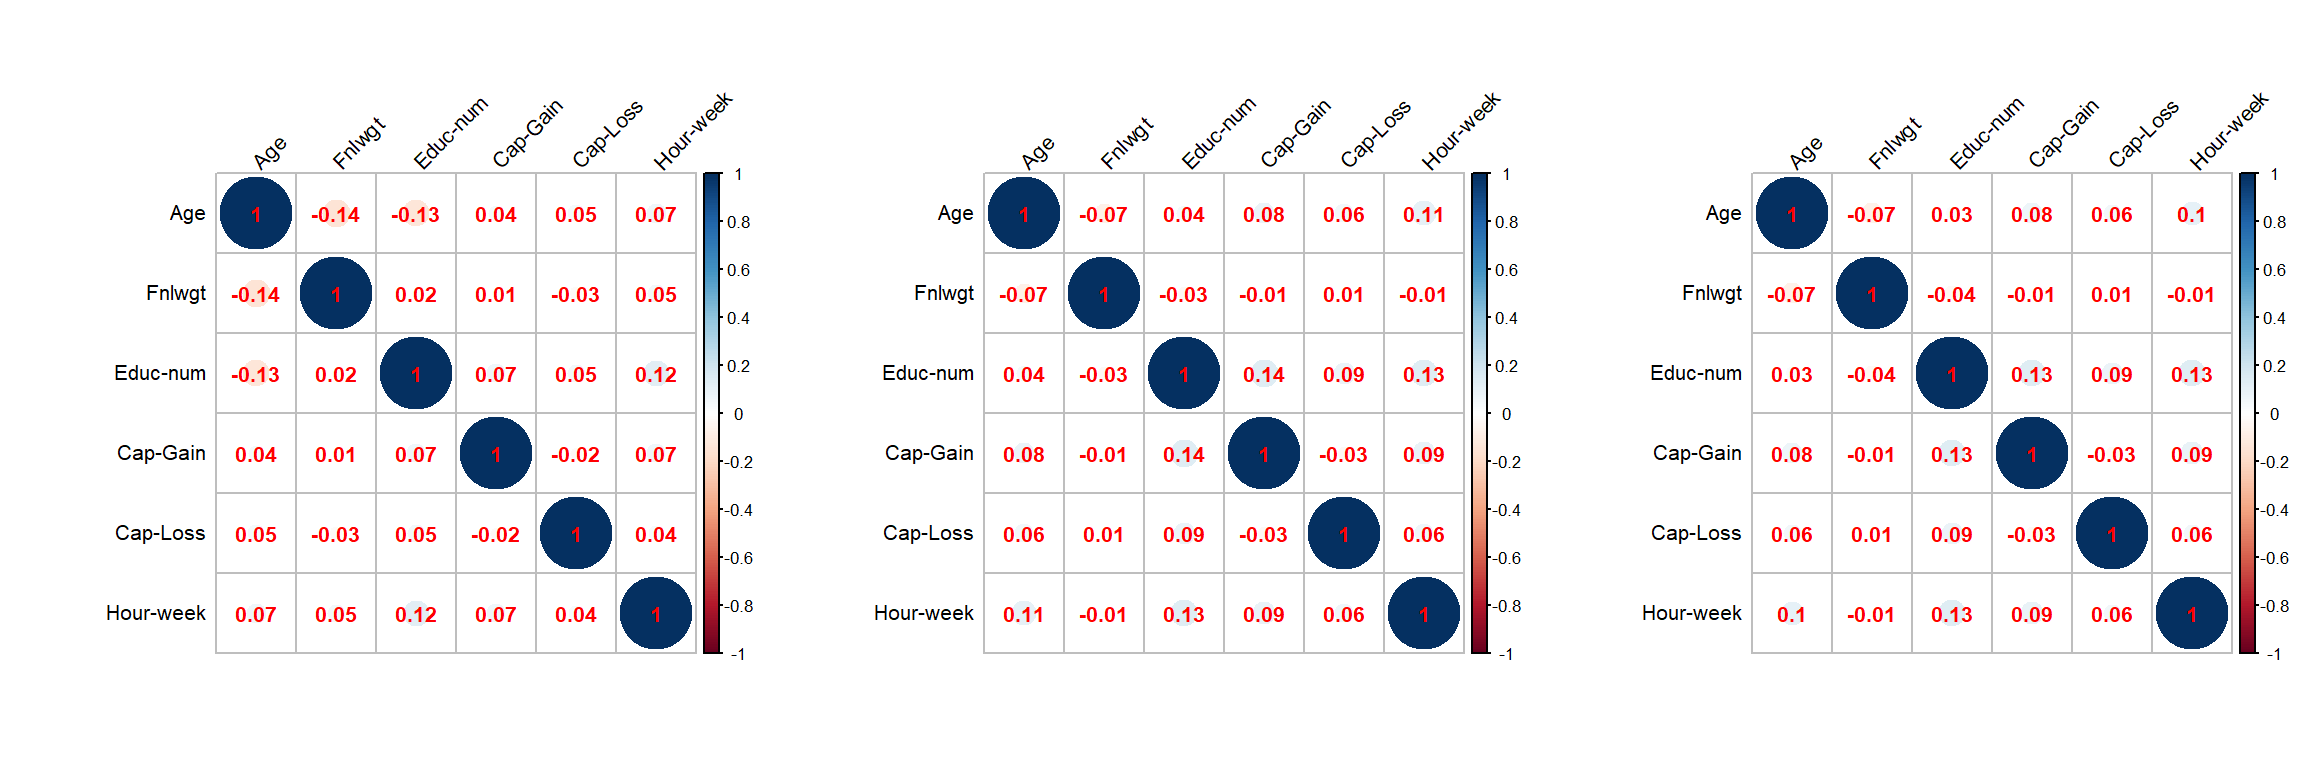 Age Fnlwgt Educ-num Cap-Gain Cap-Loss Hour-week
Age 1 -0.14 -0.13 0.04 0.05 0.07
Fnlwgt -0.14 1 0.02 0.01 -0.03 0.05
Educ-num -0.13 0.02 1 0.07 0.05 0.12
Cap-Gain 0.04 0.01 0.07 1 -0.02 0.07
Cap-Loss 0.05 -0.03 0.05 -0.02 1 0.04
Hour-week 0.07 0.05 0.12 0.07 0.04 1
1
0.8
0.6
0.4
0.2
0
-0.2
-0.4
-0.6
-0.8
-1
Age Fnlwgt Educ-num Cap-Gain Cap-Loss Hour-week
Age 1 -0.07 0.04 0.08 0.06 0.11
Fnlwgt -0.07 1 -0.03 -0.01 0.01 -0.01
Educ-num 0.04 -0.03 1 0.14 0.09 0.13
Cap-Gain 0.08 -0.01 0.14 1 -0.03 0.09
Cap-Loss 0.06 0.01 0.09 -0.03 1 0.06
Hour-week 0.11 -0.01 0.13 0.09 0.06 1
1
0.8
0.6
0.4
0.2
0
-0.2
-0.4
-0.6
-0.8
-1
Age Fnlwgt Educ-num Cap-Gain Cap-Loss Hour-week
Age 1 -0.07 0.03 0.08 0.06 0.1
Fnlwgt -0.07 1 -0.04 -0.01 0.01 -0.01
Educ-num 0.03 -0.04 1 0.13 0.09 0.13
Cap-Gain 0.08 -0.01 0.13 1 -0.03 0.09
Cap-Loss 0.06 0.01 0.09 -0.03 1 0.06
Hour-week 0.1 -0.01 0.13 0.09 0.06 1
1
0.8
0.6
0.4
0.2
0
-0.2
-0.4
-0.6
-0.8
-1